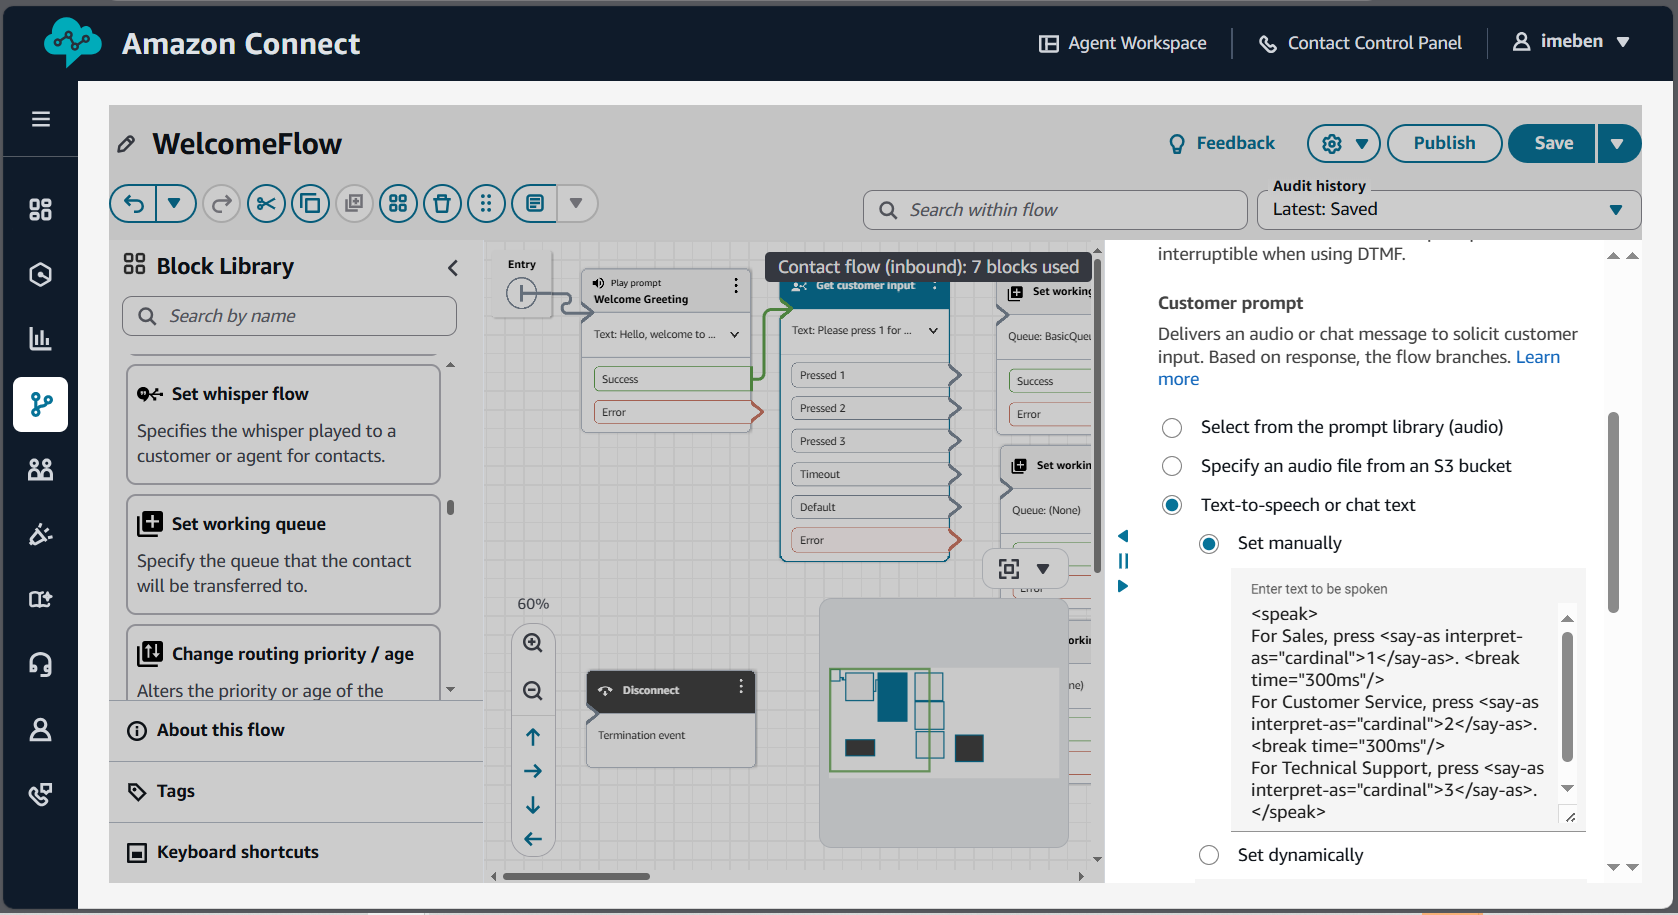 Amazon Connect
Agent Workspace
Contact Control Panel
imeben
WelcomeFlow
Feedback
Publish
Save
Search within flow
Audit history
Latest: Saved
Block Library
Search by name
Set whisper flow
Specifies the whisper played to a
customer or agent for contacts.
Set working queue
Specify the queue that the contact
will be transferred to.
Change routing priority / age
Alters the priority or age of the
About this flow
Tags
Keyboard shortcuts
Entry
Play prompt
Welcome Greeting
Text: Hello, welcome to ...
Success
Error
Contact flow (inbound): 7 blocks used
Get customer input
Text: Please press 1 for ...
Pressed 1
Pressed 2
Pressed 3
Timeout
Default
Error
Set working
Queue: BasicQueu
Success
Error
Set workin
Queue: (None)
Error
orkin
ne)
60%
Disconnect
Termination event
interruptible when using DTMF.
Customer prompt
Delivers an audio or chat message to solicit customer
input. Based on response, the flow branches. Learn
more
Select from the prompt library (audio)
Specify an audio file from an S3 bucket
Text-to-speech or chat text
Set manually
Enter text to be spoken
<speak>
For Sales, press <say-as interpret-
as="cardinal">1</say-as>. <break
time="300ms"/>
For Customer Service, press <say-as
interpret-as="cardinal">2</say-as>.
<break time="300ms"/>
For Technical Support, press <say-as
interpret-as="cardinal">3</say-as>.
</speak>
Set dynamically